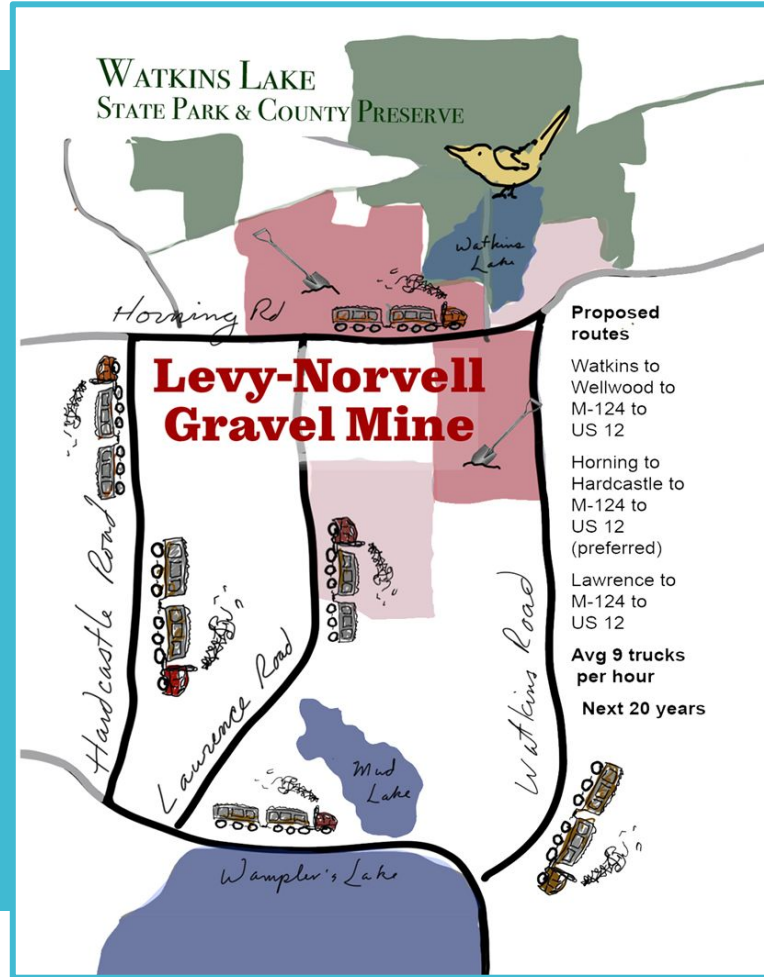 WATKINS LAKE
STATE PARK & COUNTY PRESERVE
Watkins
Lake
Horning Rd
Levy-Norvell
Gravel Mine
Proposed
routes
Watkins to
Wellwood to
M-124 to
US 12
Horning to
Hardcastle to
M-124 to
US 12
(preferred)
Lawrence to
M-124 to
US 12
Avg 9 trucks
per hour
Next 20 years
Hardcastle Road
Lawrence Road
Watkins Road
Mud
Lake
Wampler's Lake